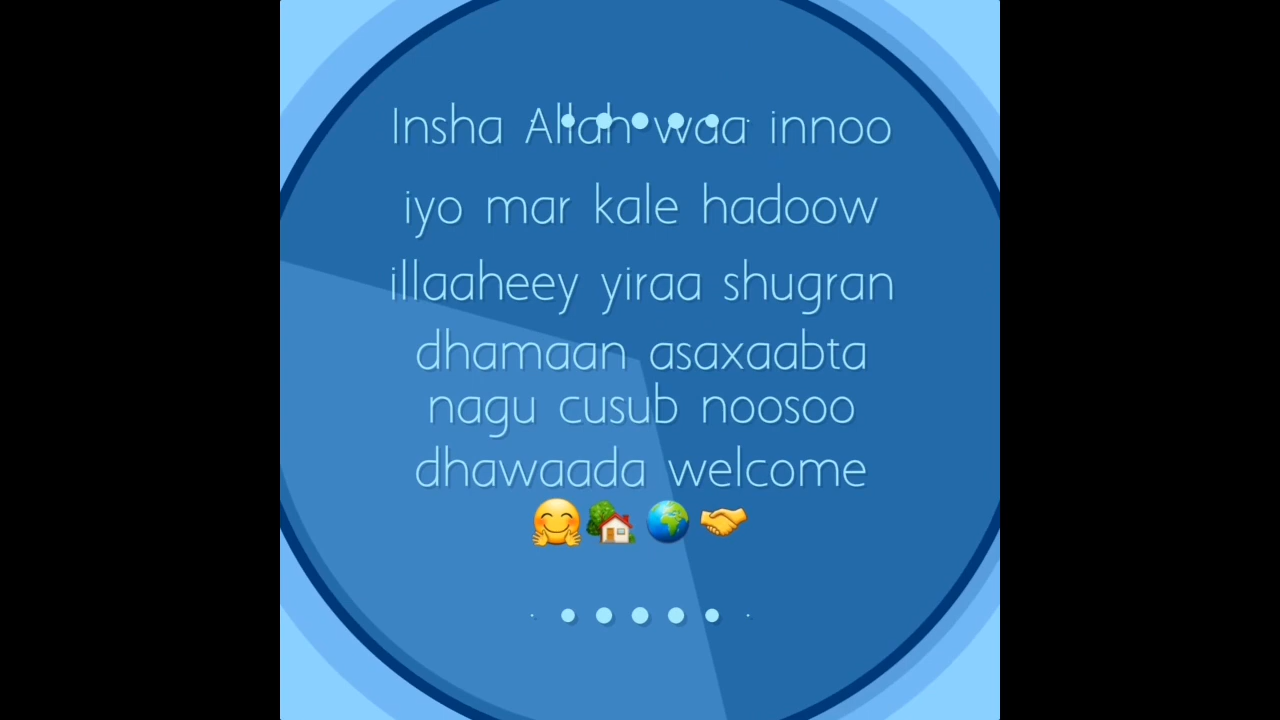 Insha Allah waa innoo
iyo mar kale hadoow
illaaheey yiraa shugran
dhamaan asaxaabta
nagu cusub noosoo
dhawaada welcome
🤗🏡🌍🤝